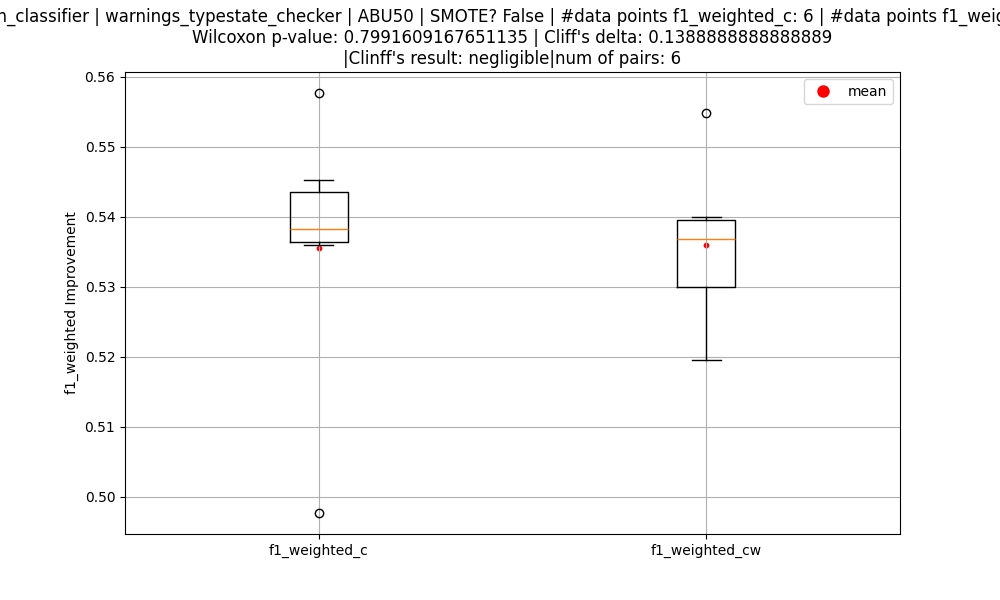 _classifier | warnings_typestate_checker | ABU50 | SMOTE? False | #data points f1_weighted_c: 6 | #data points
Wilcoxon p-value: 0.7991609167651135 | Cliff's delta: 0.1388888888888889
|Clinff's result: negligible|num of pairs: 6
mean
0.56
0.55
0.54
0.53
0.52
0.51
0.50
f1_weighted Improvement
f1_weighted_c
f1_weighted_cw